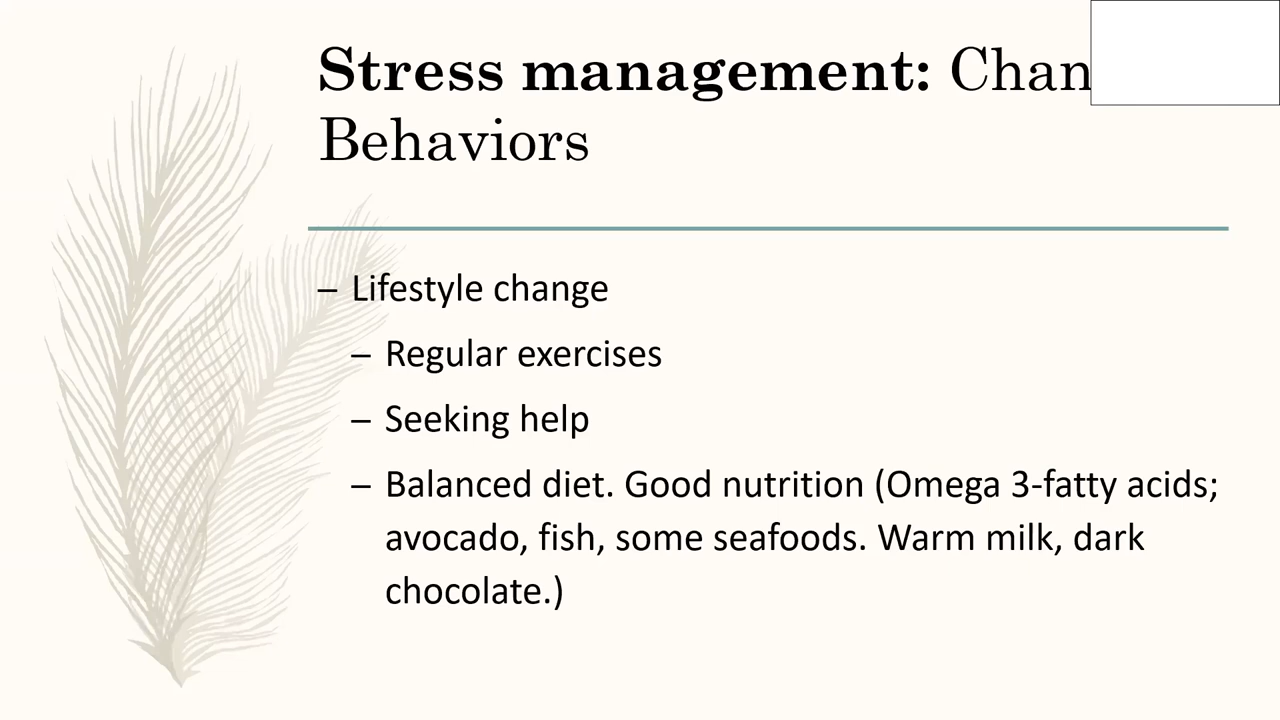 Stress management:
Behaviors
– Lifestyle change
– Regular exercises
– Seeking help
– Balanced diet. Good nutrition (Omega 3-fatty acids;
avocado, fish, some seafoods. Warm milk, dark
chocolate.)